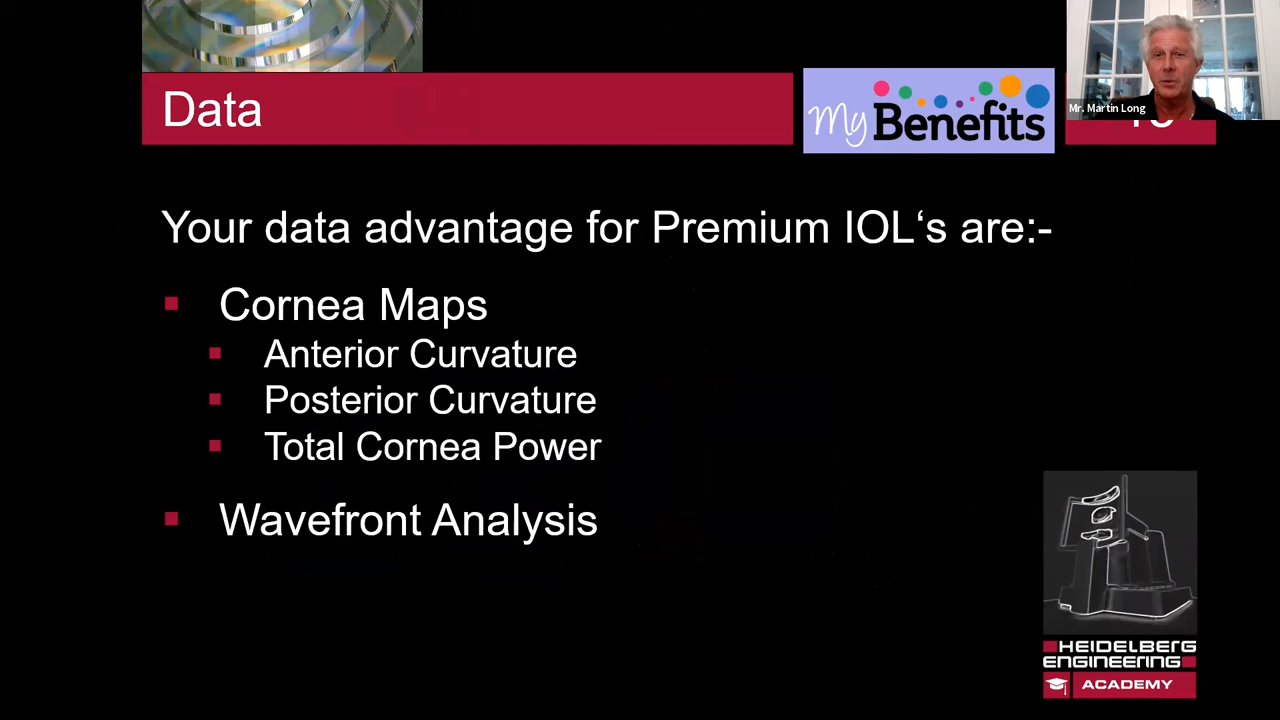 Data
My Benefits
Mr. Martin Long
Your data advantage for Premium IOL‘s are:-
Cornea Maps
Anterior Curvature
Posterior Curvature
Total Cornea Power
Wavefront Analysis
HEIDELBERG
ENGINEERING
ACADEMY